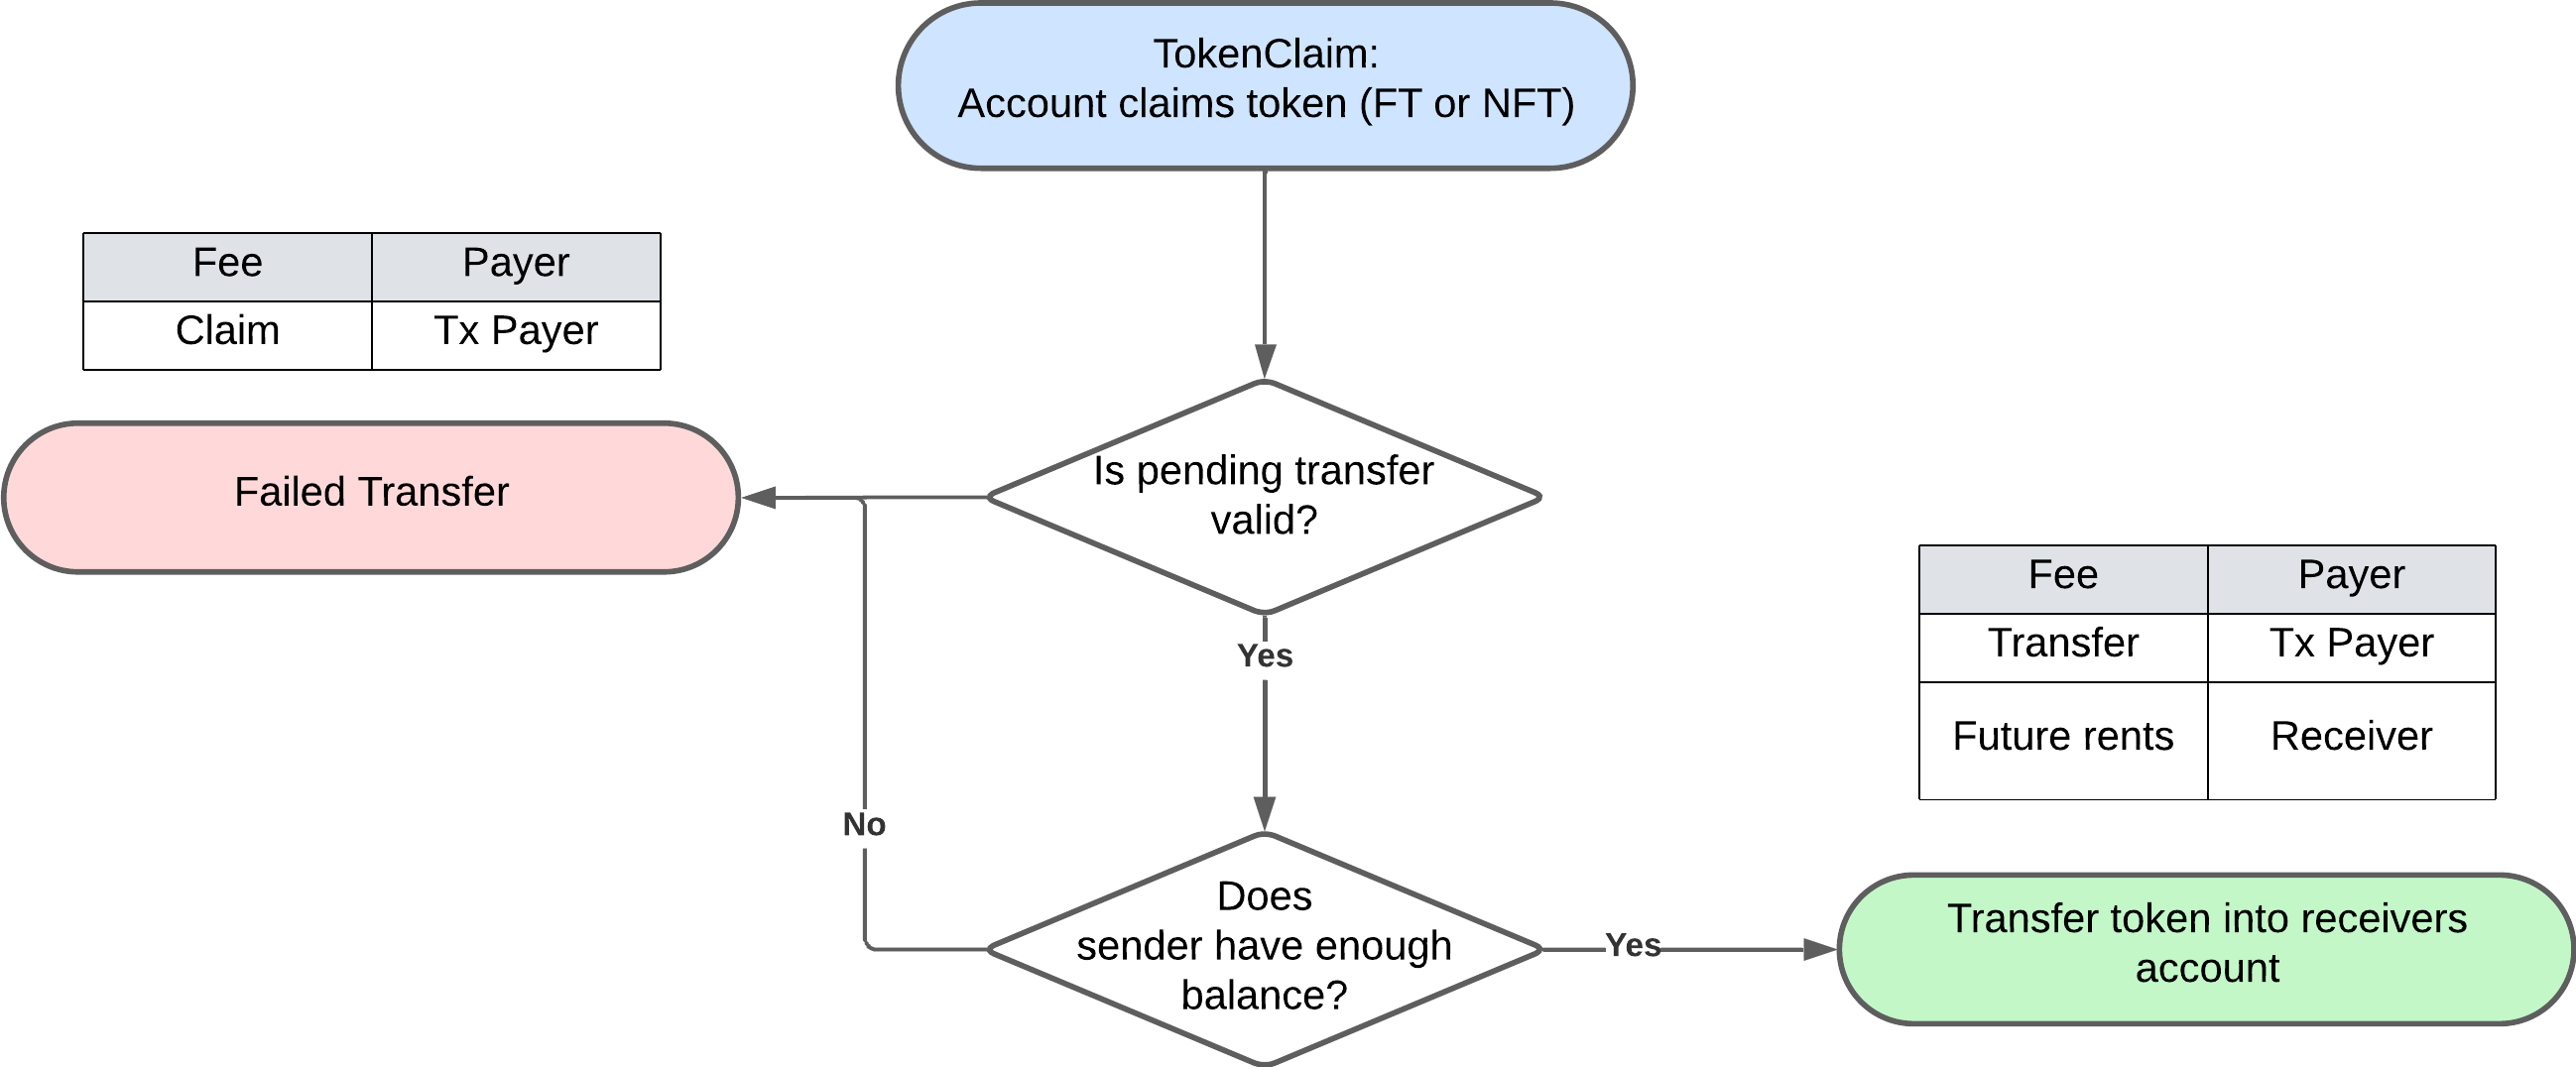 TokenClaim:
Account claims token (FT or NFT)
Fee Payer
Claim Tx Payer
Failed Transfer
Is pending transfer
valid?
Yes
No
Does
sender have enough
balance?
Yes
Fee Payer
Transfer Tx Payer
Future rents Receiver
Transfer token into receivers
account